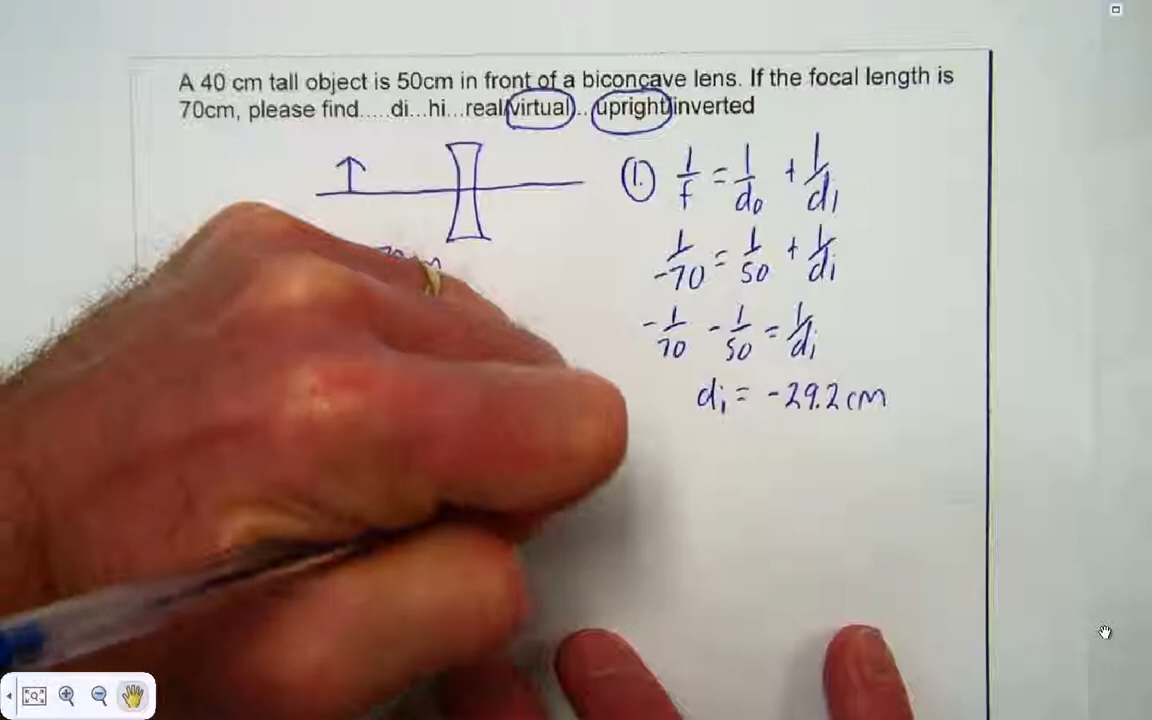 A 40 cm tall object is 50cm in front of a biconcave lens. If the focal length is
70cm, please find.....di...hi...real/virtual...upright/inverted
①. 1/f = 1/do + 1/di
1/-70 = 1/50 + 1/di
-1/70 - 1/50 = 1/di
di = -29.2cm